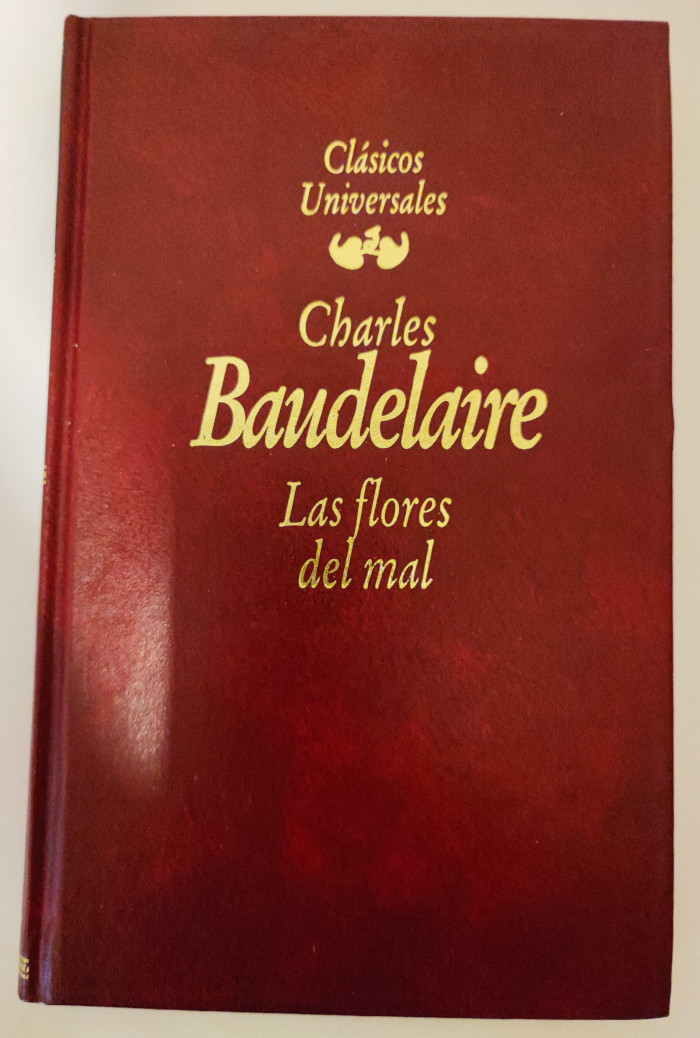 Clásicos
Universales
Charles
Baudelaire
Las flores
del mal